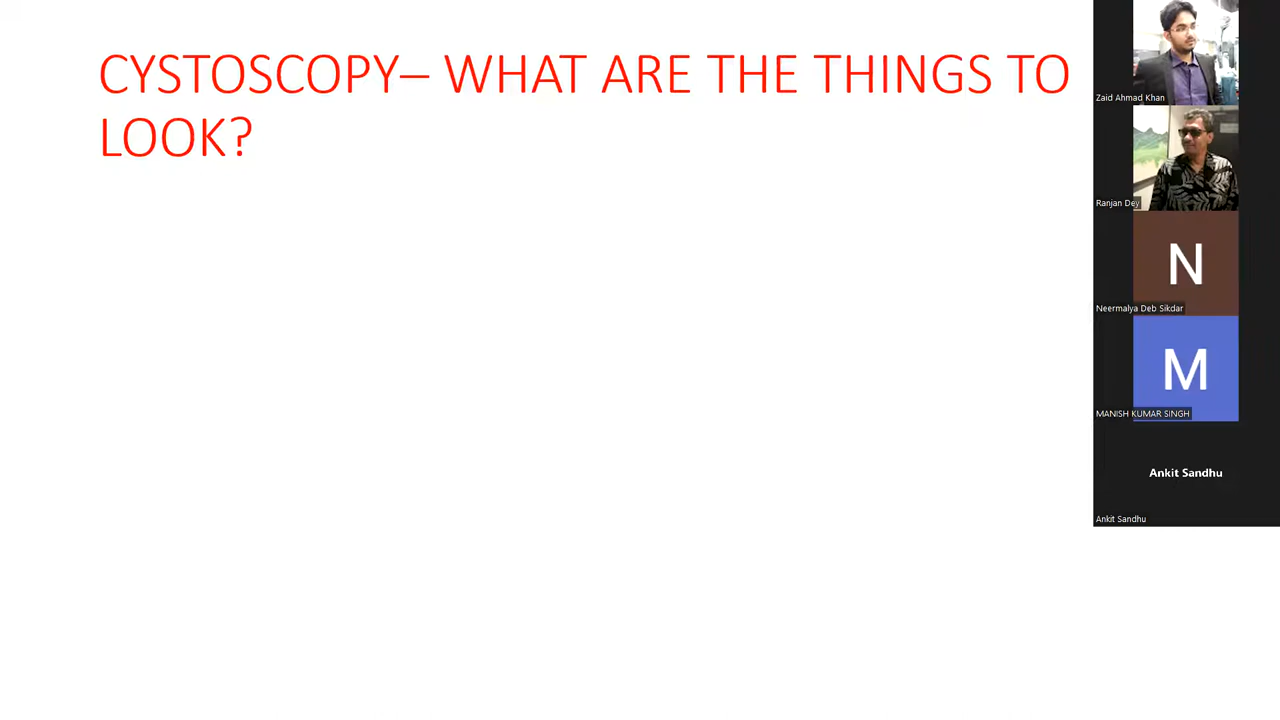 CYSTOSCOPY– WHAT ARE THE THINGS TO
LOOK?
Zaid Ahmad Khan
Ranjan Dey
N
Neermalya Deb Sikdar
M
MANISH KUMAR SINGH
Ankit Sandhu
Ankit Sandhu